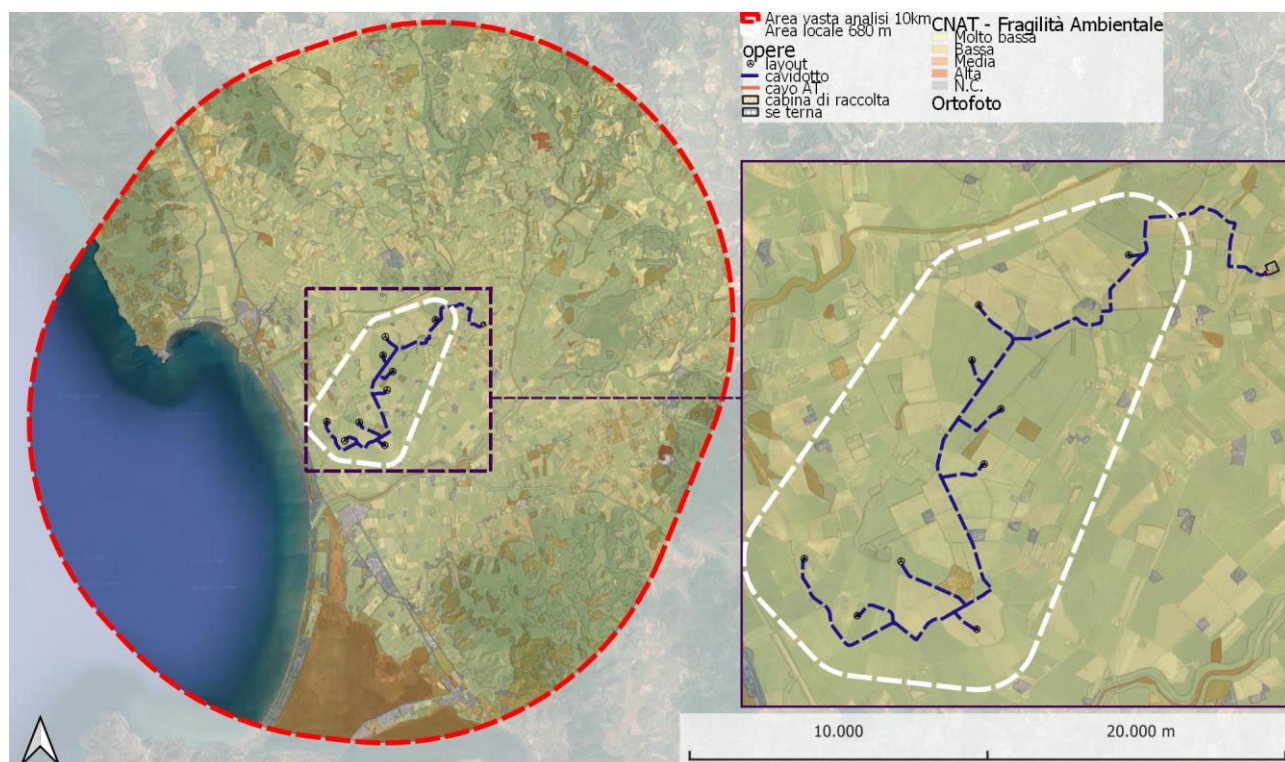 Area vasta analisi 10km
Area locale 680 m
opere
layout
cavidotto
cavo AT
cabina di raccolta
se terna
CNAT - Fragilità Ambientale
Molto bassa
Bassa
Media
Alta
N.C.
Ortofoto
10.000
20.000 m